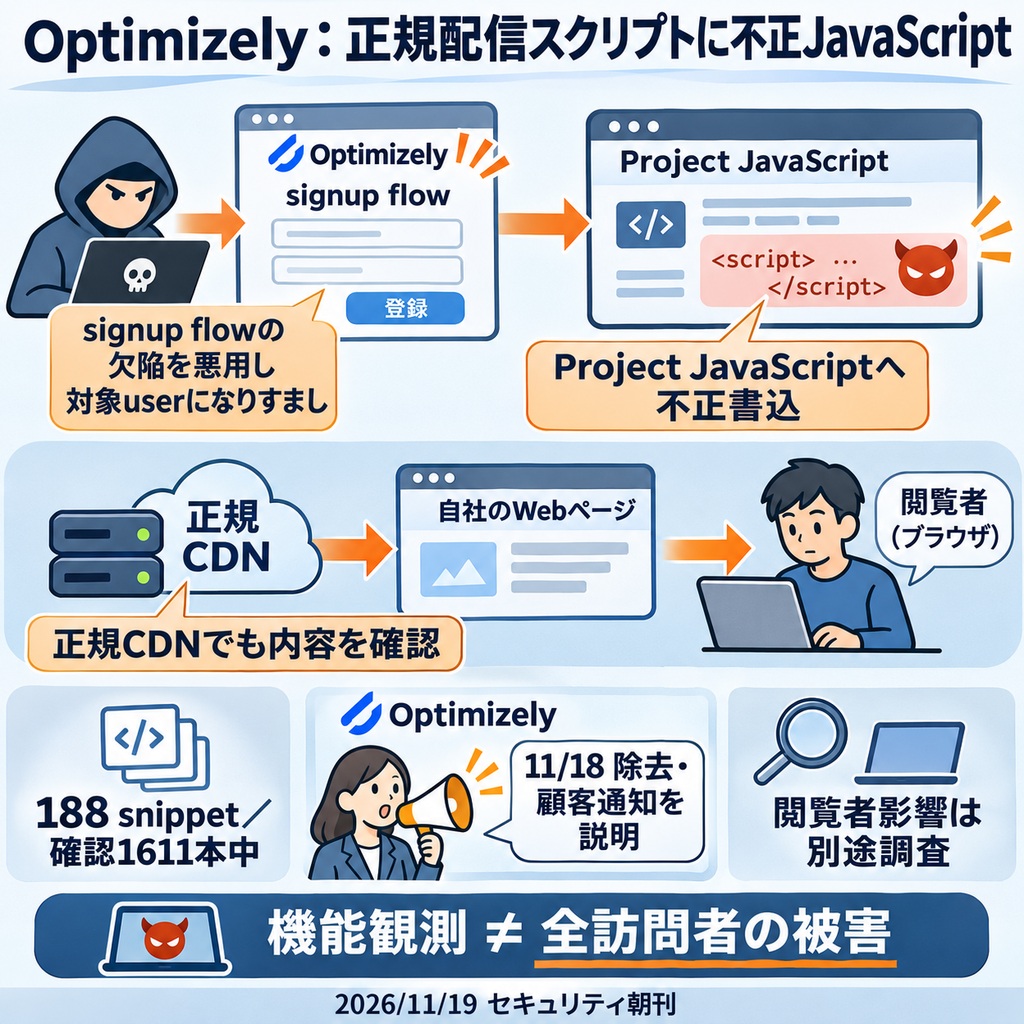 Optimizely：正規配信スクリプトに不正JavaScript
Optimizely
signup flow
登録
Project JavaScript
</>
<script> ...
</script>
signup flowの
欠陥を悪用し
対象userになりすまし
Project JavaScriptへ
不正書込
正規
CDN
自社のWebページ
閲覧者
(ブラウザ)
正規CDNでも内容を確認
</>
188 snippet／
確認1611本中
Optimizely
11/18 除去・
顧客通知を
説明
閲覧者影響は
別途調査
機能観測 ≠ 全訪問者の被害
2026/11/19 セキュリティ朝刊